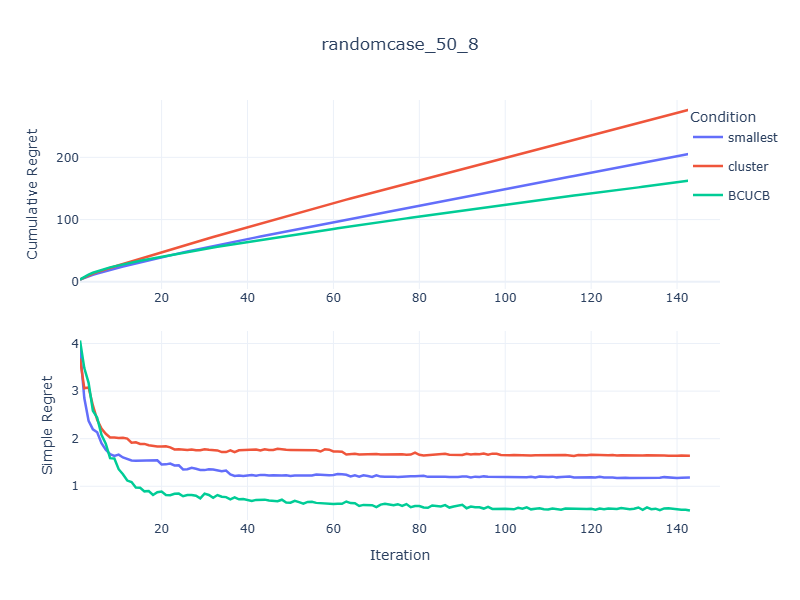 randomcase_50_8
Cumulative Regret
200
100
0
20 40 60 80 100 120 140
Condition
smallest
cluster
BCUCB
Simple Regret
4
3
2
1
20 40 60 80 100 120 140
Iteration